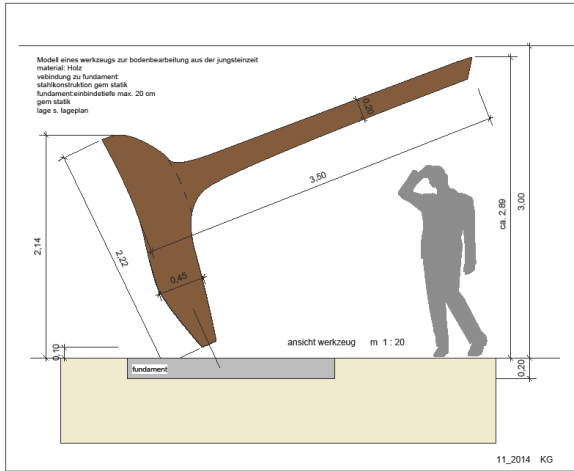 Modell eines werkzeugs zur bodenbearbeitung aus der jungsteinzeit
material: Holz
vebindung zu fundament:
stahlkonstruktion gem statik
fundament:einbindetiefe max. 20 cm
gem statik
lage s. lageplan
0,20
3,50
ca. 2,89
3,00
2,14
2,22
0,45
0,10
ansicht werkzeug m 1 : 20
fundament
0,20
11_2014 KG